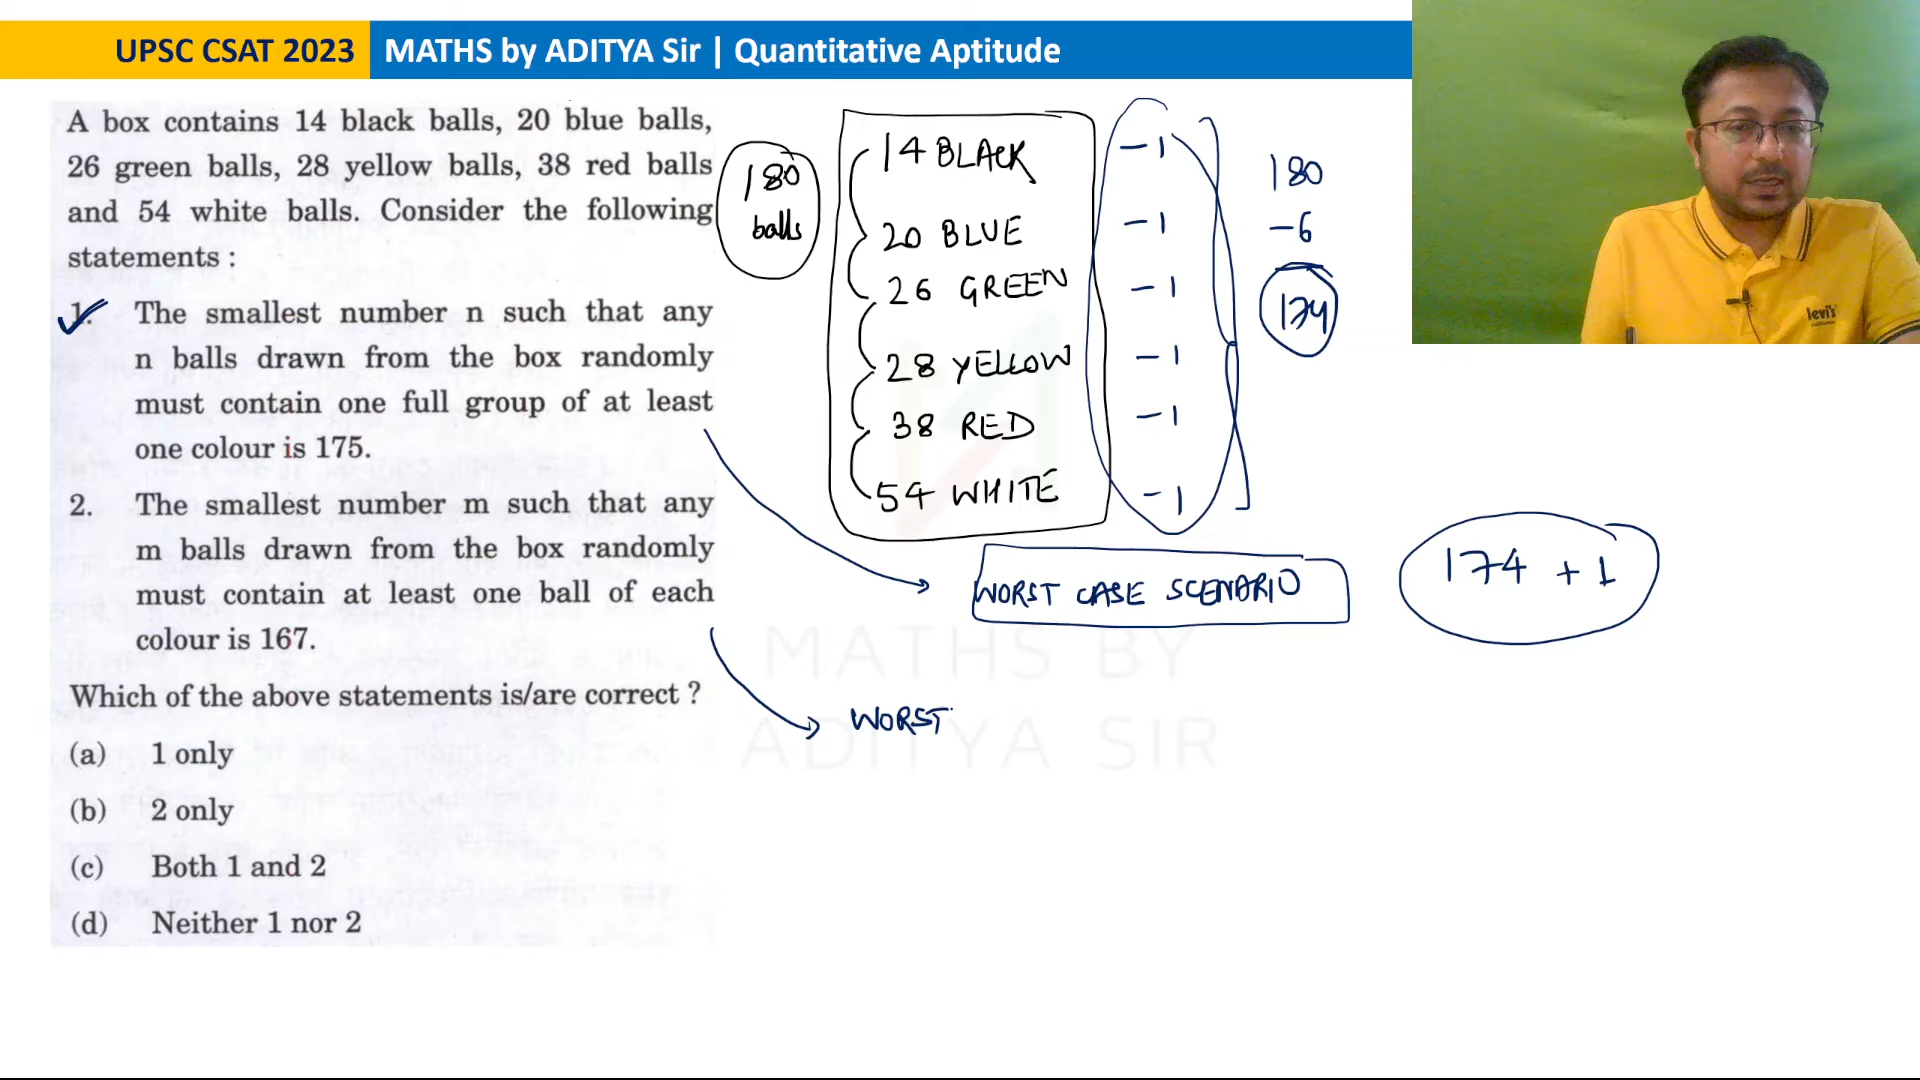 UPSC CSAT 2023
MATHS by ADITYA Sir | Quantitative Aptitude
A box contains 14 black balls, 20 blue balls,
26 green balls, 28 yellow balls, 38 red balls
and 54 white balls. Consider the following
statements :
1. The smallest number n such that any
n balls drawn from the box randomly
must contain one full group of at least
one colour is 175.
2. The smallest number m such that any
m balls drawn from the box randomly
must contain at least one ball of each
colour is 167.
Which of the above statements is/are correct ?
(a) 1 only
(b) 2 only
(c) Both 1 and 2
(d) Neither 1 nor 2
180
balls
14 BLACK -1
20 BLUE -1
26 GREEN -1
28 YELLOW -1
38 RED -1
54 WHITE -1
180
-6
174
WORST CASE SCENARIO
174 + 1
WORST
MATHS BY
ADITYA SIR
levi's